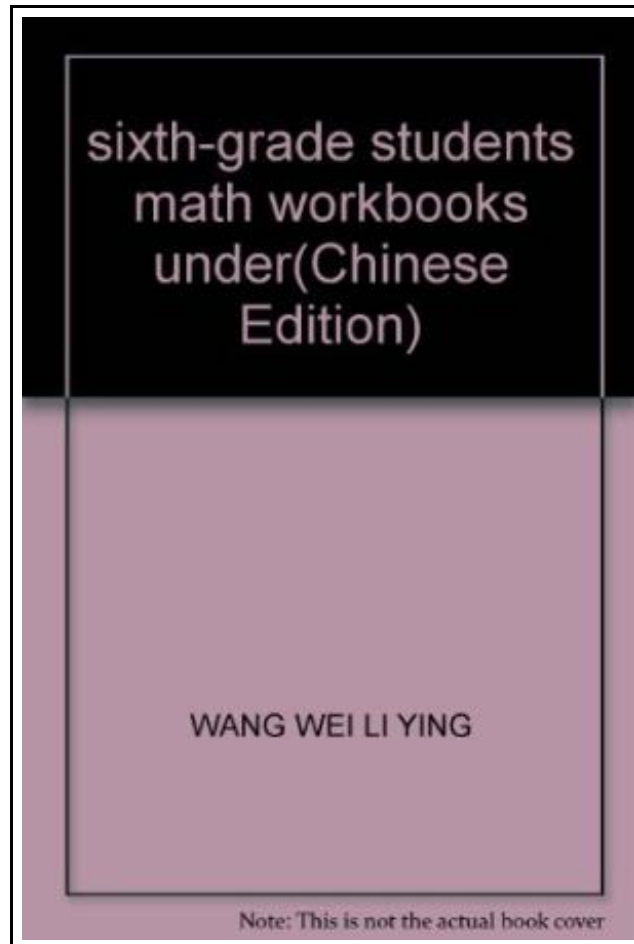 sixth-grade students
math workbooks
under(Chinese
Edition)
WANG WEI LI YING
Note: This is not the actual book cover